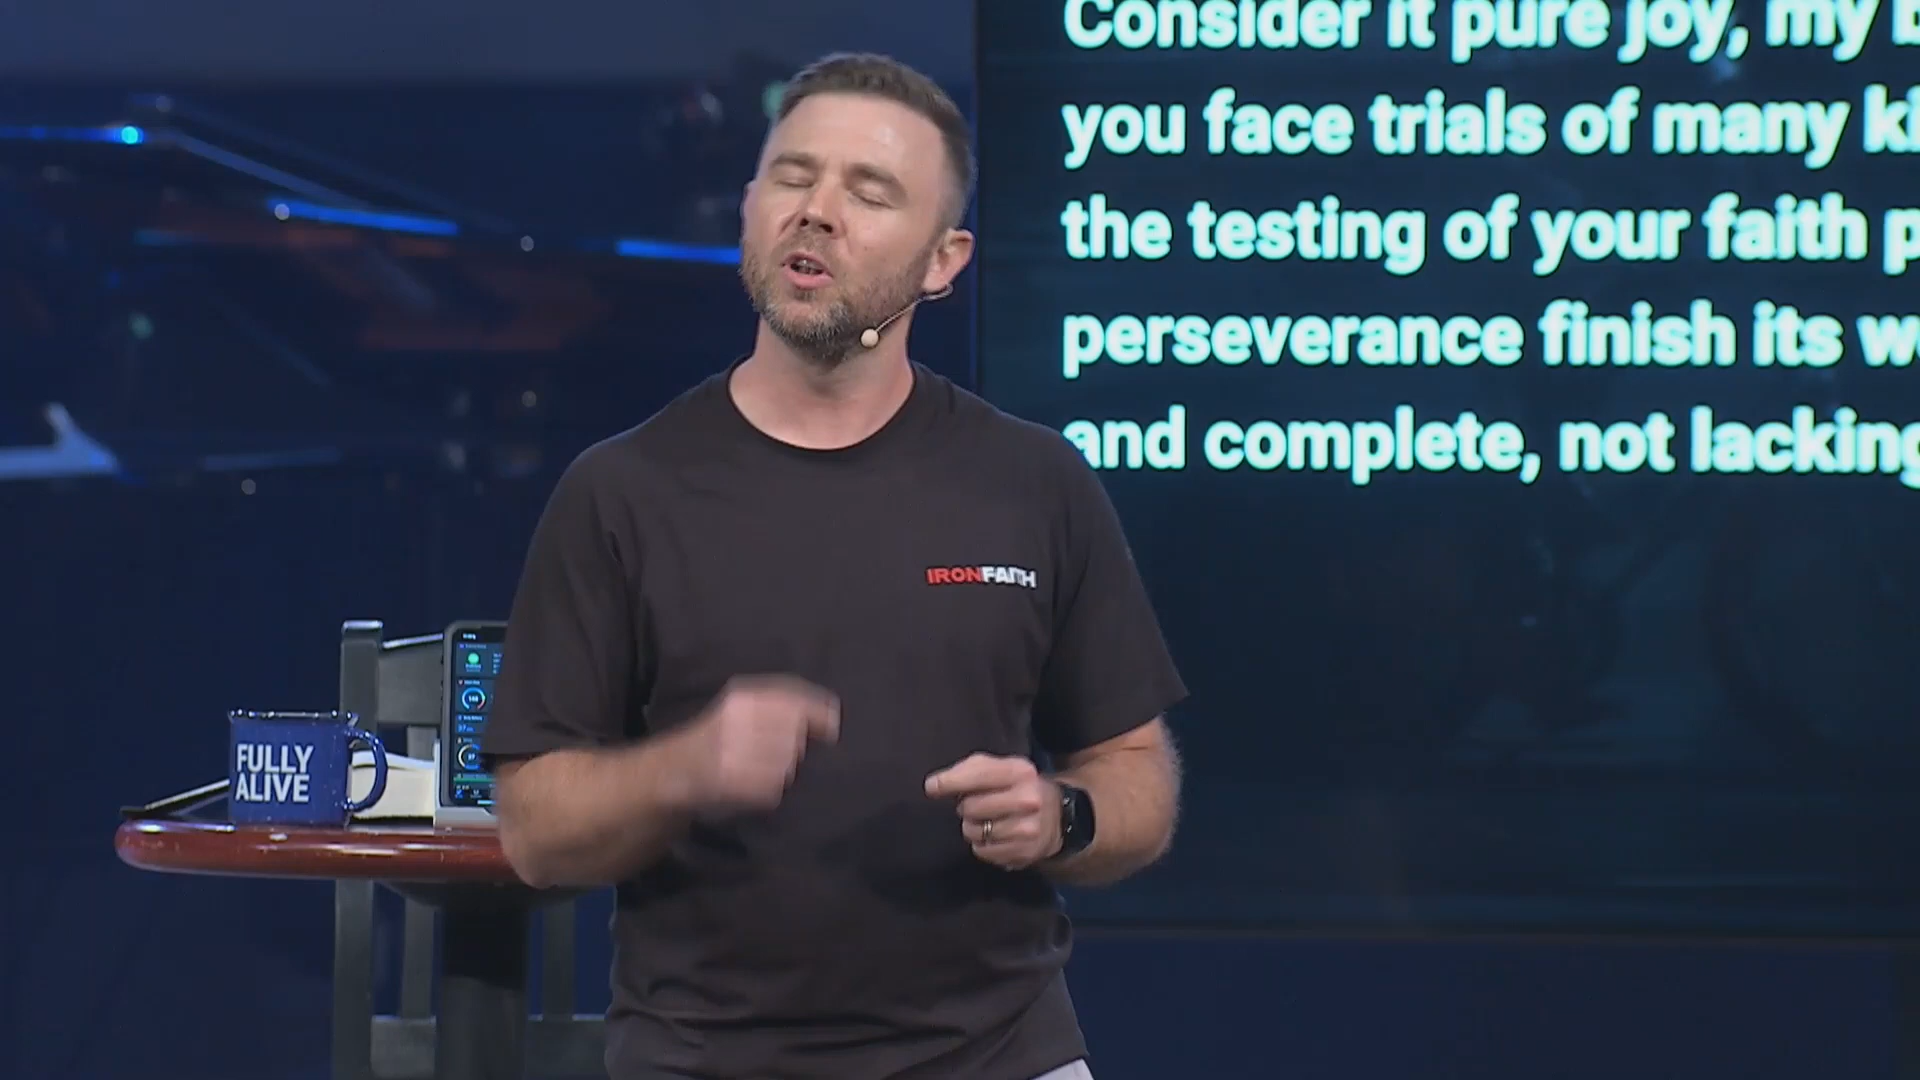 Consider it pure joy, my b
you face trials of many ki
the testing of your faith p
perseverance finish its w
and complete, not lacking
IRONFAITH
FULLY
ALIVE